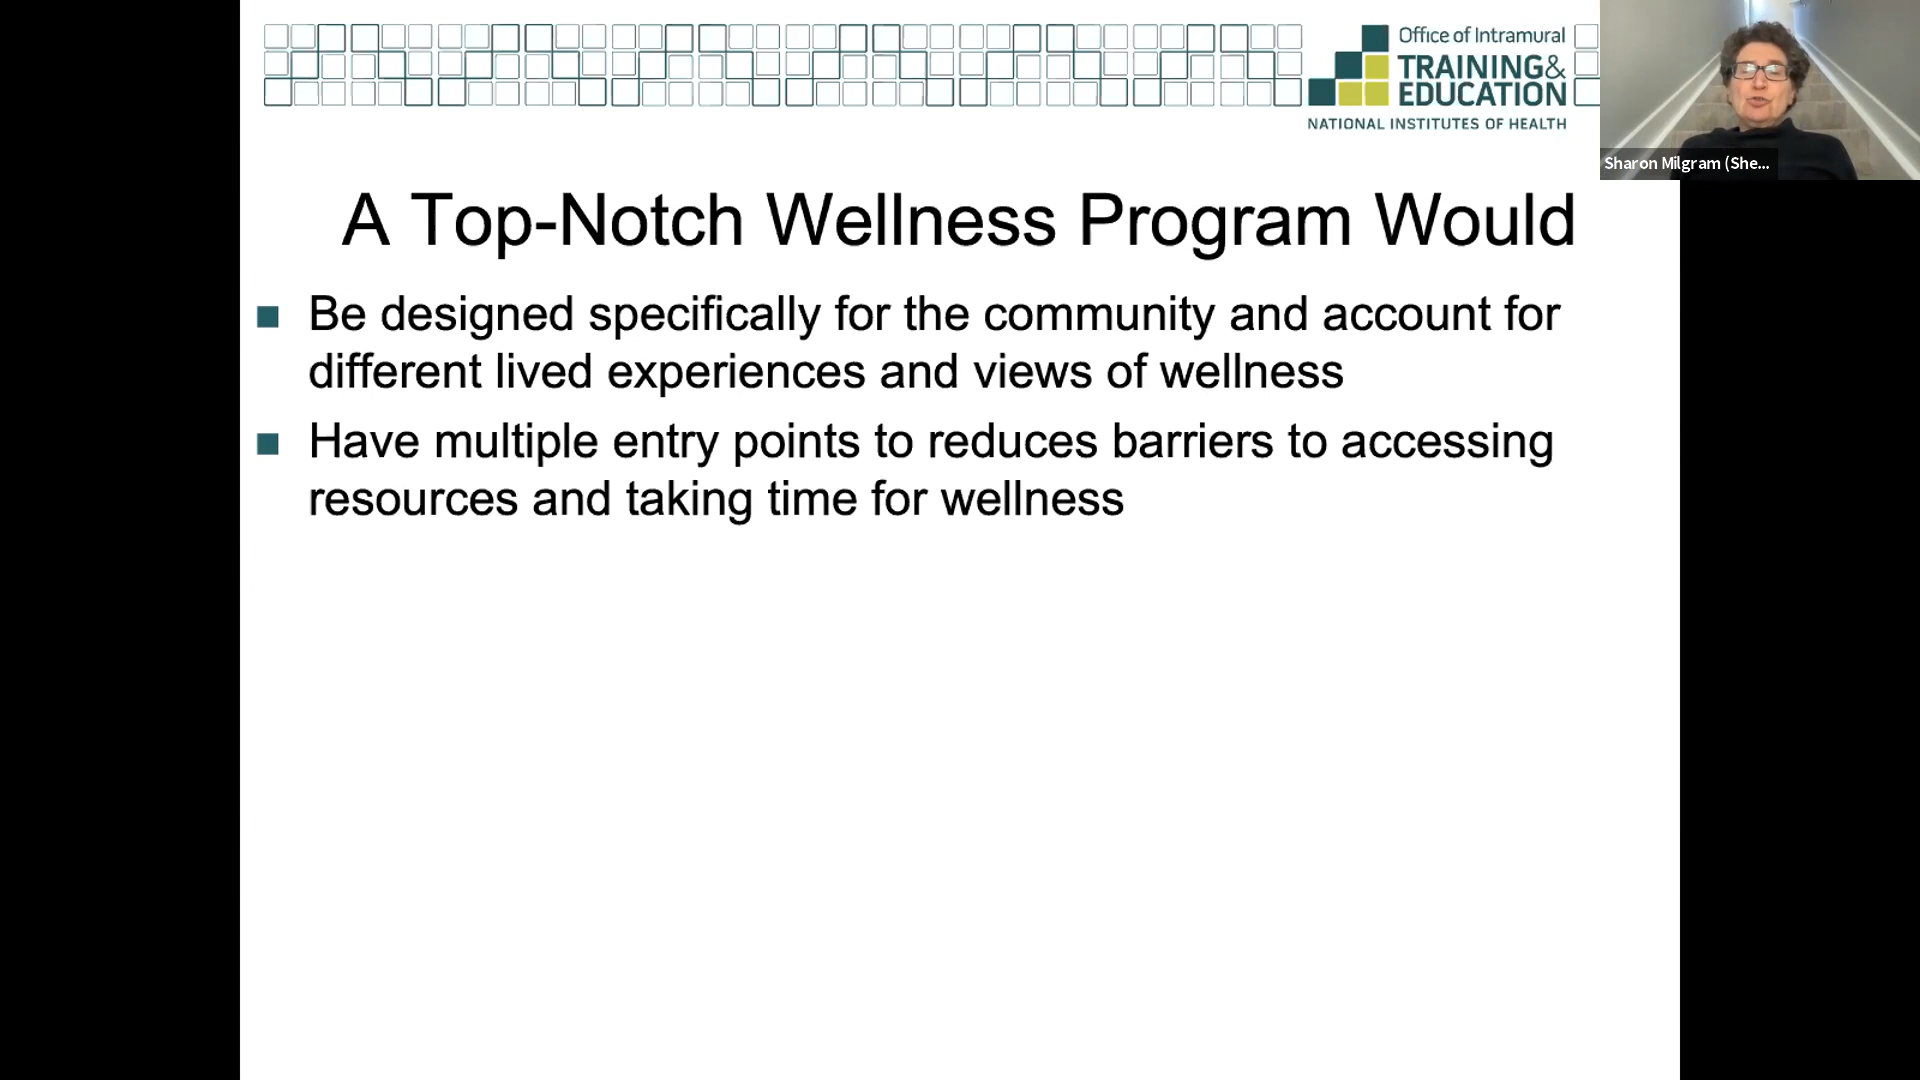 Office of Intramural
TRAINING&
EDUCATION
NATIONAL INSTITUTES OF HEALTH
Sharon Milgram (She...
A Top-Notch Wellness Program Would
Be designed specifically for the community and account for
different lived experiences and views of wellness
Have multiple entry points to reduces barriers to accessing
resources and taking time for wellness